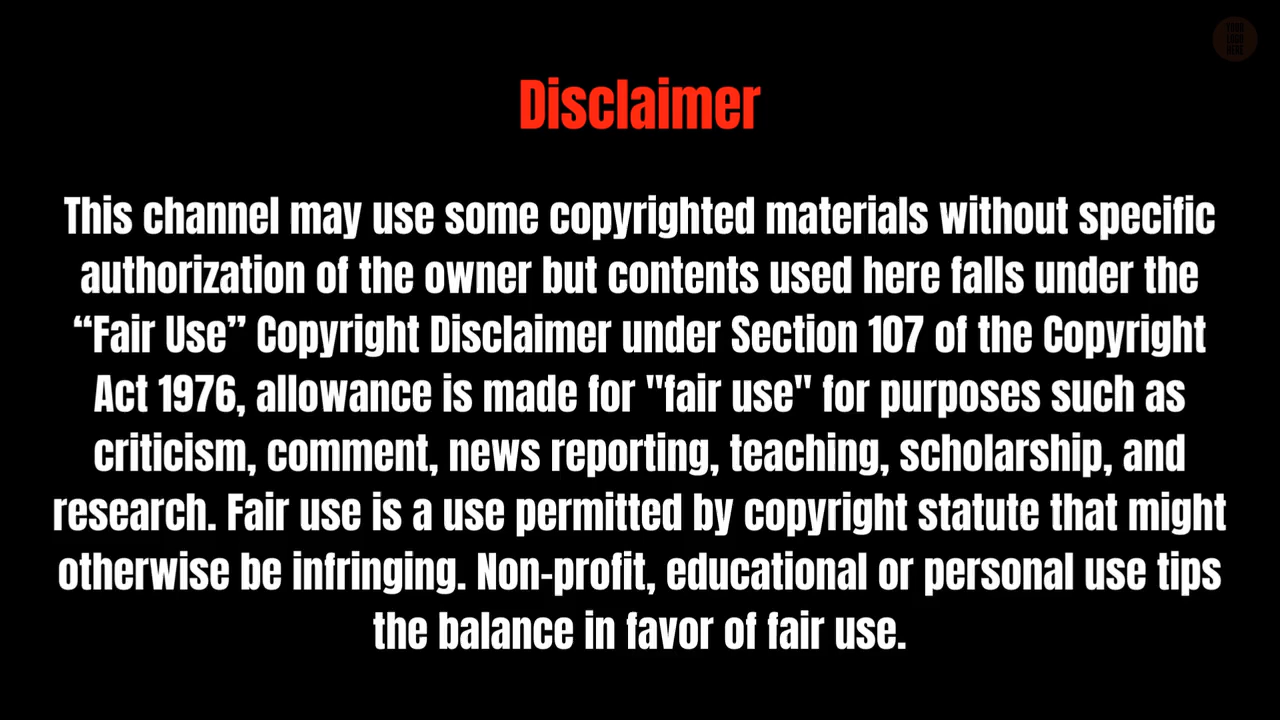 YOUR
LOGO
HERE
Disclaimer
This channel may use some copyrighted materials without specific
authorization of the owner but contents used here falls under the
“Fair Use” Copyright Disclaimer under Section 107 of the Copyright
Act 1976, allowance is made for "fair use" for purposes such as
criticism, comment, news reporting, teaching, scholarship, and
research. Fair use is a use permitted by copyright statute that might
otherwise be infringing. Non-profit, educational or personal use tips
the balance in favor of fair use.